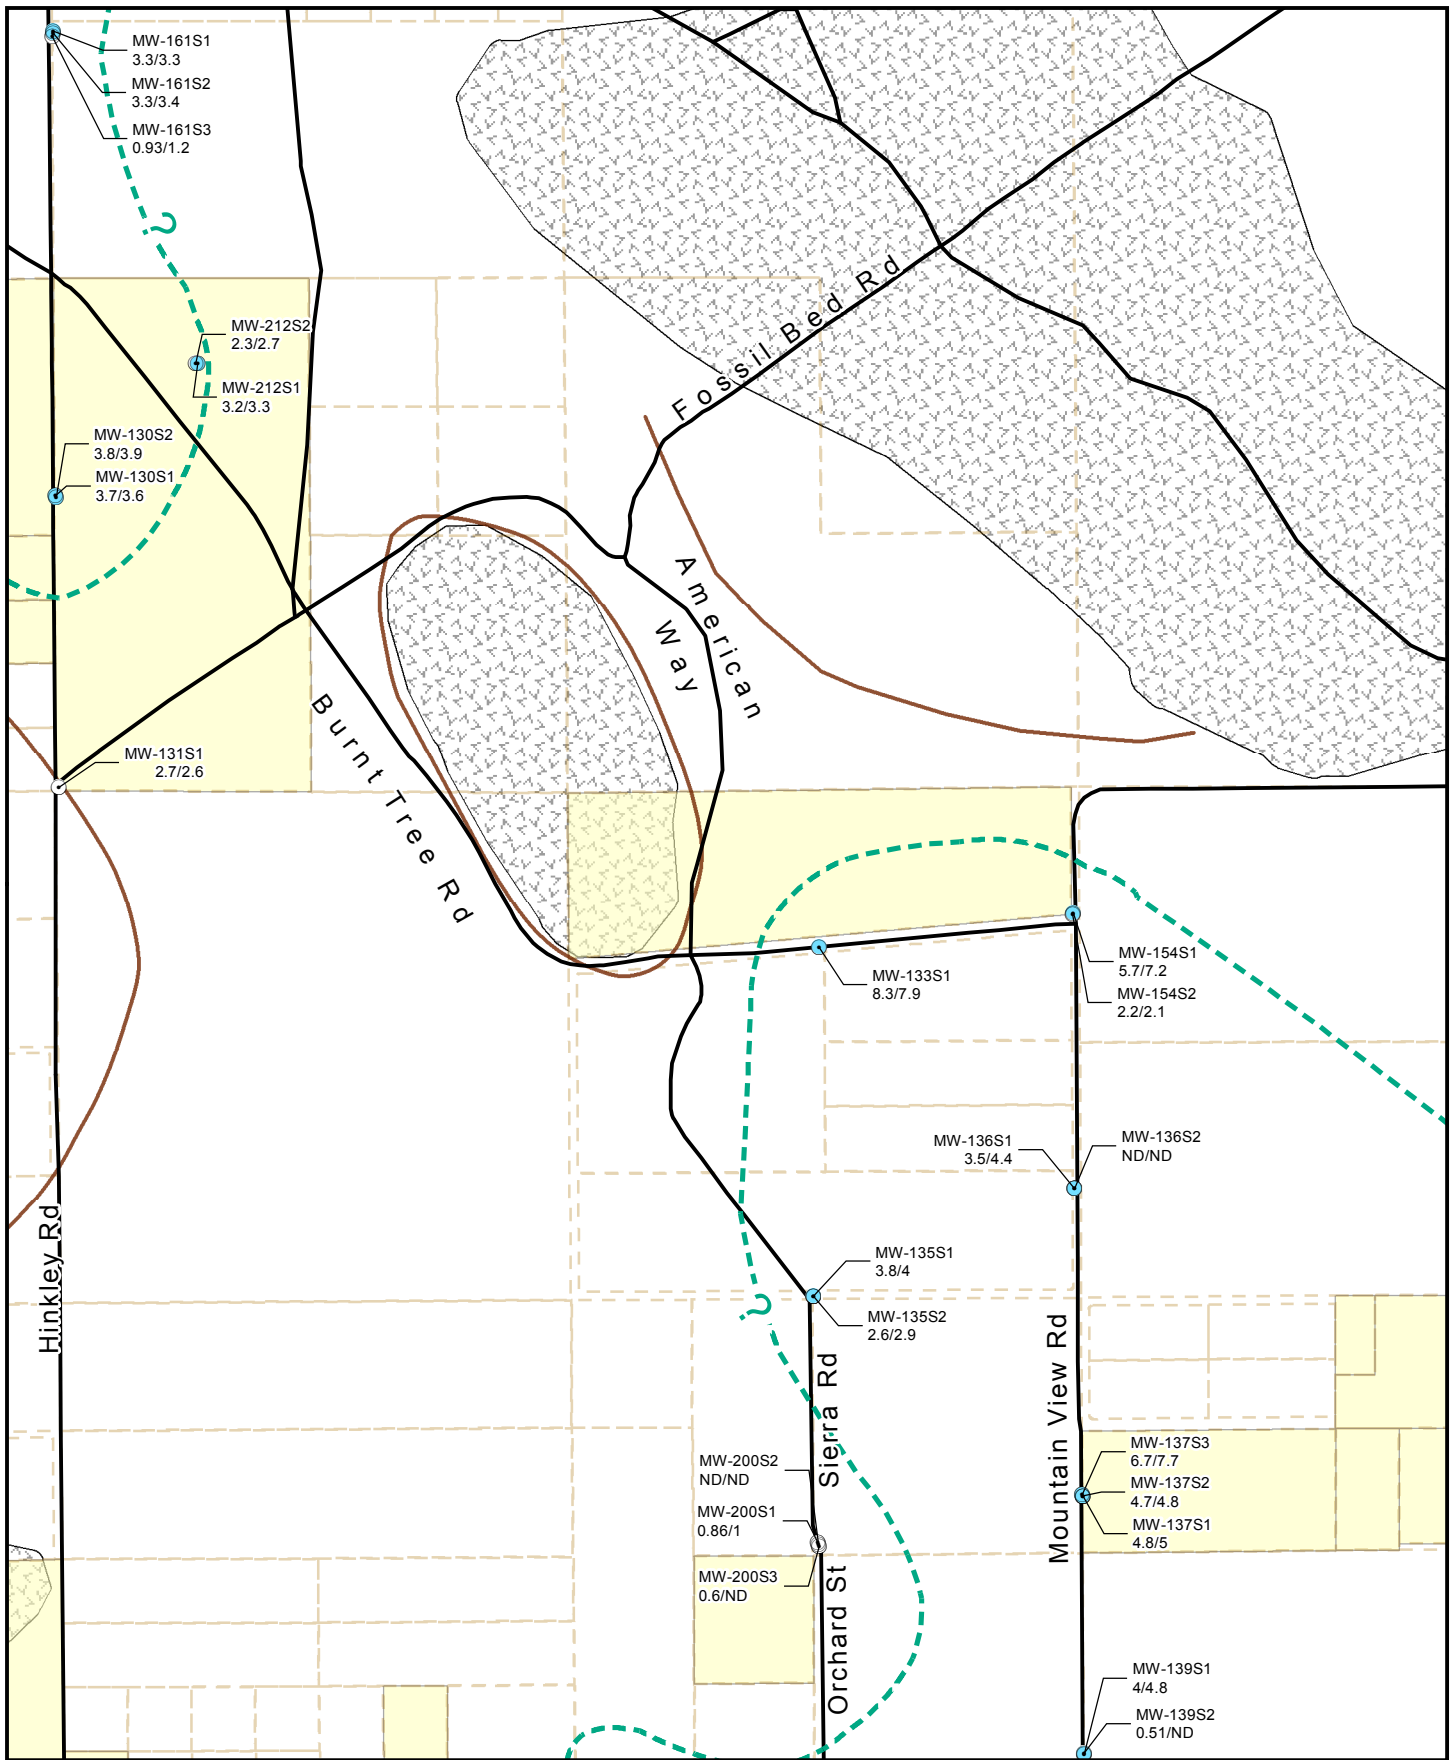 MW-161S1
3.3/3.3
MW-161S2
3.3/3.4
MW-161S3
0.93/1.2
?
Fossil Bed Rd
MW-212S2
2.3/2.7
MW-212S1
3.2/3.3
MW-130S2
3.8/3.9
MW-130S1
3.7/3.6
American
Way
Burnt Tree Rd
MW-131S1
2.7/2.6
MW-154S1
5.7/7.2
MW-133S1
8.3/7.9
MW-154S2
2.2/2.1
MW-136S1
3.5/4.4
MW-136S2
ND/ND
Hinkley Rd
MW-135S1
3.8/4
?
MW-135S2
2.6/2.9
Sierra Rd
Mountain View Rd
MW-137S3
6.7/7.7
MW-137S2
4.7/4.8
MW-137S1
4.8/5
MW-200S2
ND/ND
MW-200S1
0.86/1
MW-200S3
0.6/ND
Orchard St
MW-139S1
4/4.8
MW-139S2
0.51/ND